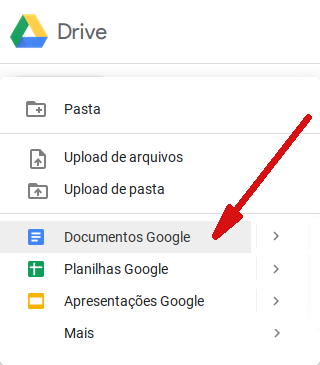 Drive
Pasta
Upload de arquivos
Upload de pasta
Documentos Google
Planilhas Google
Apresentações Google
Mais